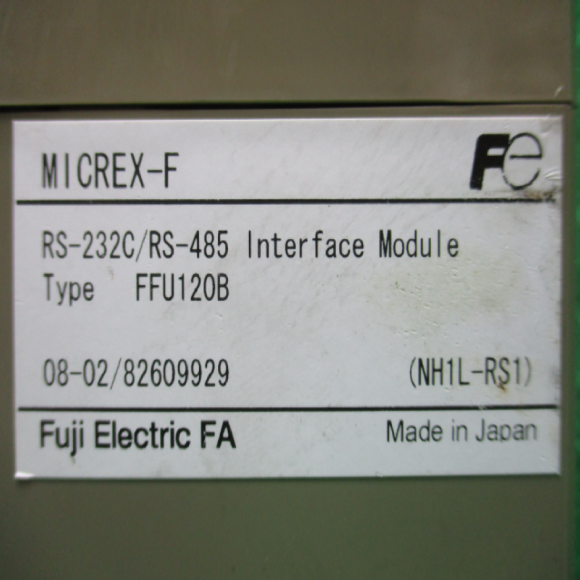 MICREX-F Fe
RS-232C/RS-485 Interface Module
Type FFU120B
08-02/82609929 (NH1L-RS1)
Fuji Electric FA Made in Japan